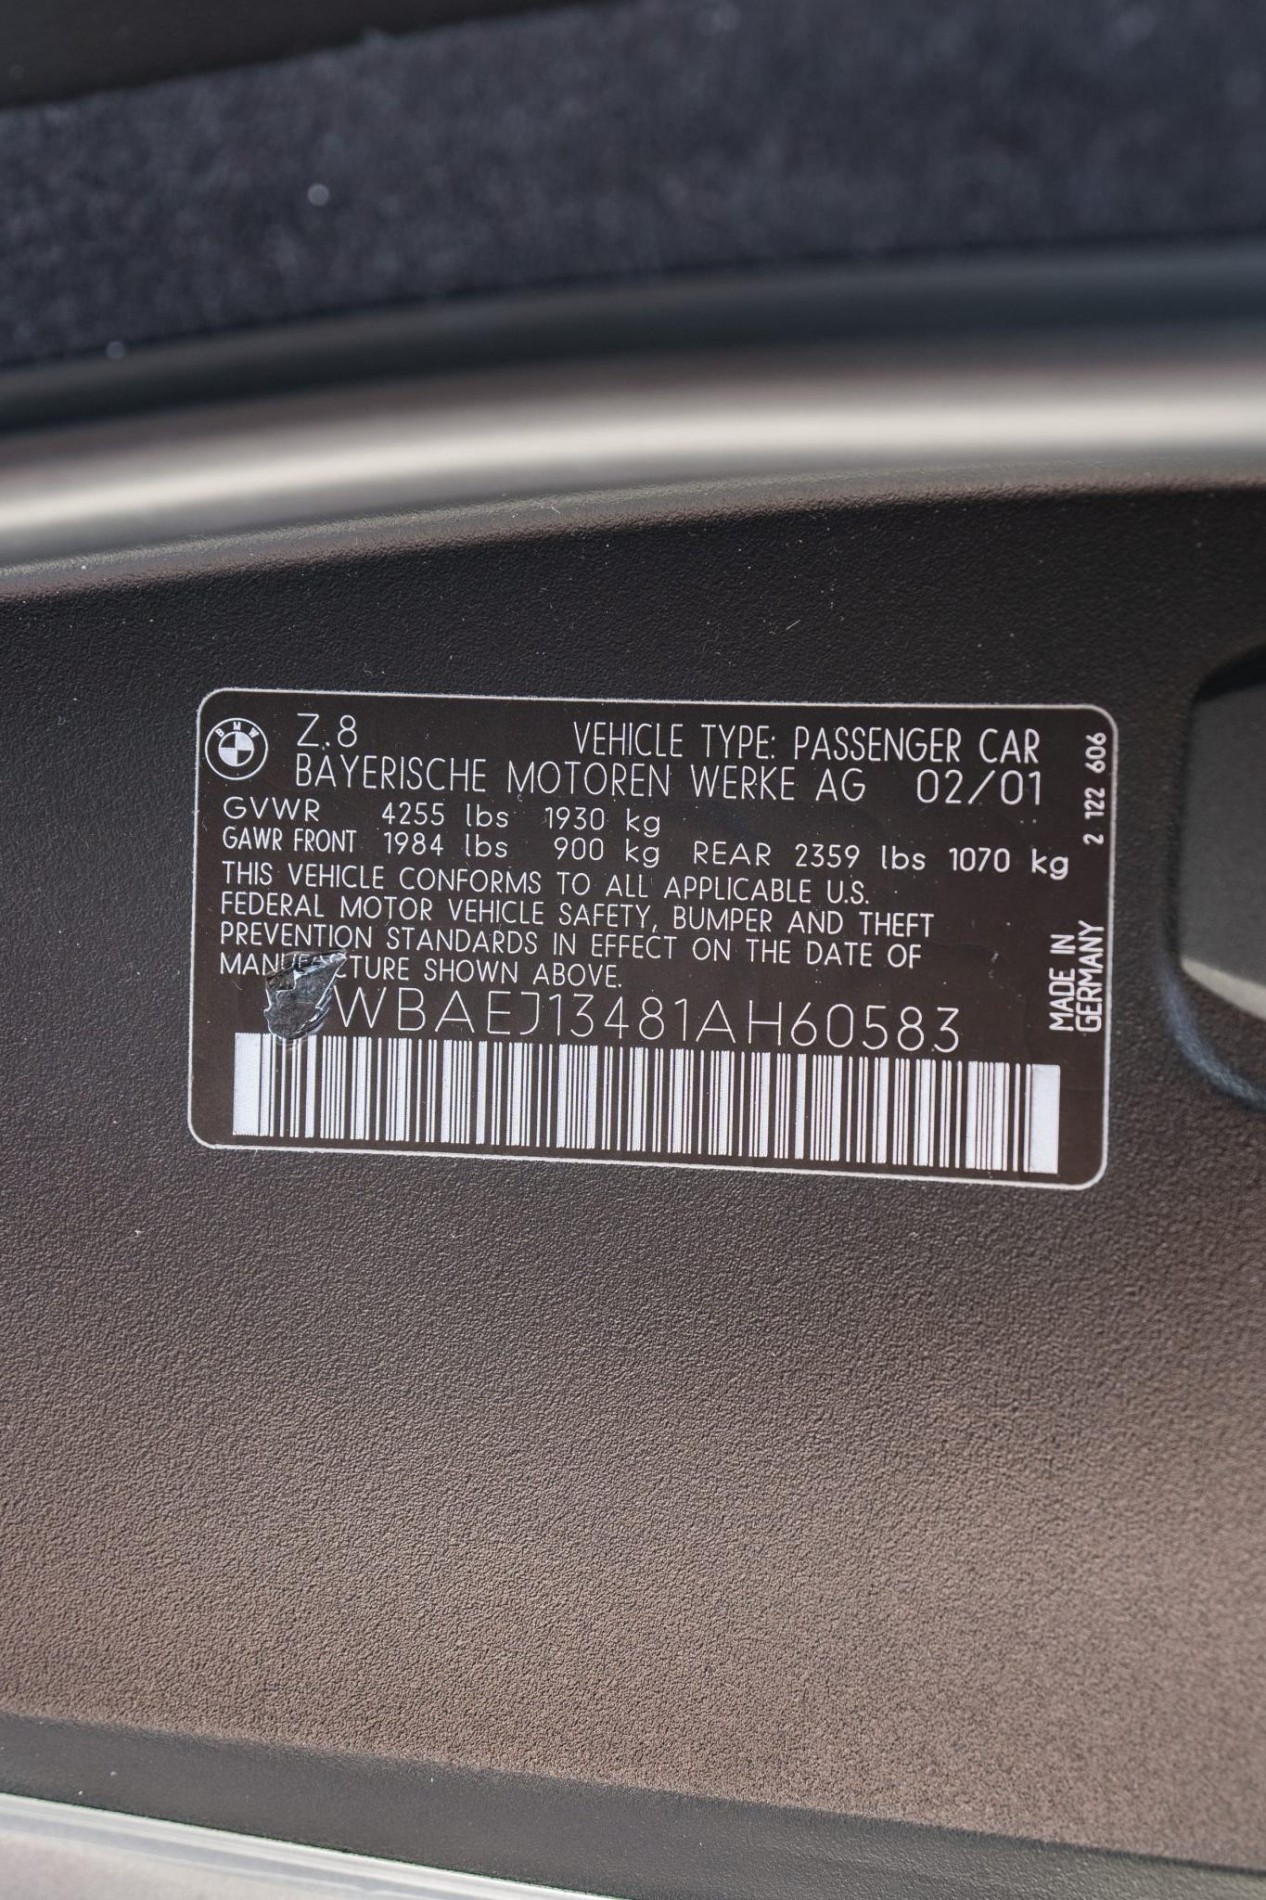 BMW
Z.8 VEHICLE TYPE: PASSENGER CAR
BAYERISCHE MOTOREN WERKE AG 02/01
GVWR 4255 lbs 1930 kg
GAWR FRONT 1984 lbs 900 kg REAR 2359 lbs 1070 kg
THIS VEHICLE CONFORMS TO ALL APPLICABLE U.S.
FEDERAL MOTOR VEHICLE SAFETY, BUMPER AND THEFT
PREVENTION STANDARDS IN EFFECT ON THE DATE OF
MANUFACTURE SHOWN ABOVE.
WBAEJ13481AH60583
MADE IN
GERMANY
2 122 606